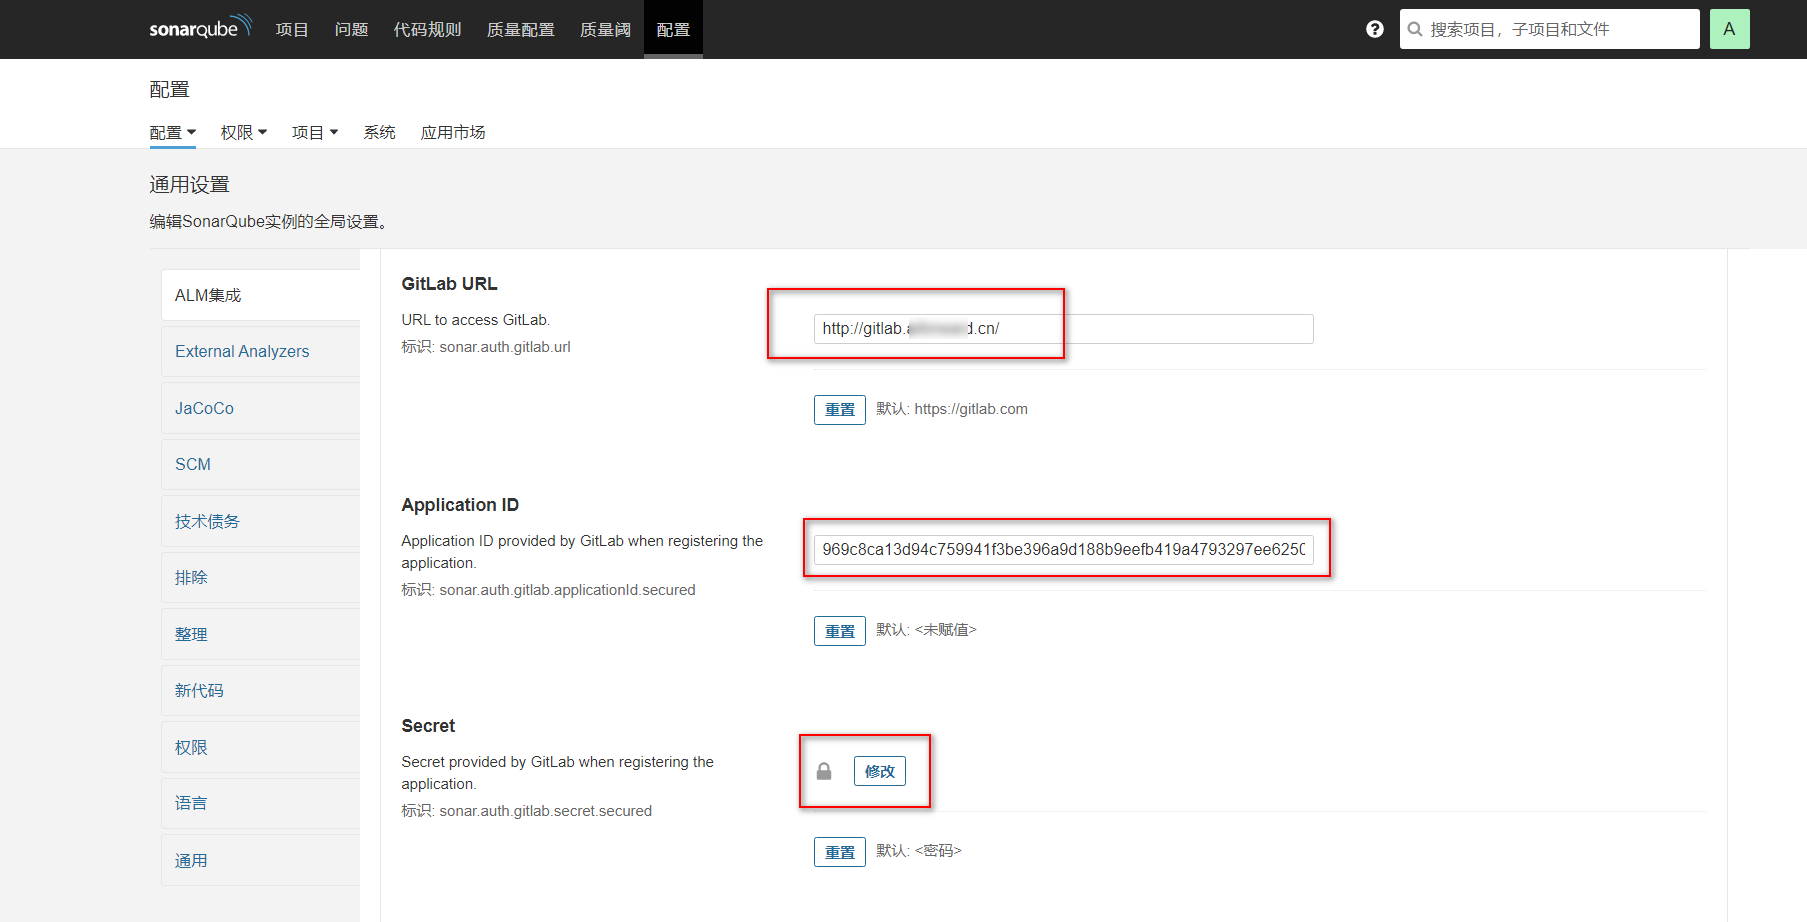 sonarqube 项目 问题 代码规则 质量配置 质量阈 配置 搜索项目，子项目和文件 A
配置
配置 权限 项目 系统 应用市场
通用设置
编辑SonarQube实例的全局设置。
ALM集成
External Analyzers
JaCoCo
SCM
技术债务
排除
整理
新代码
权限
语言
通用
GitLab URL
URL to access GitLab.
标识: sonar.auth.gitlab.url
http://gitlab. d.cn/
重置 默认: https://gitlab.com
Application ID
Application ID provided by GitLab when registering the
application.
标识: sonar.auth.gitlab.applicationId.secured
969c8ca13d94c759941f3be396a9d188b9eefb419a4793297ee6250
重置 默认: <未赋值>
Secret
Secret provided by GitLab when registering the
application.
标识: sonar.auth.gitlab.secret.secured
修改
重置 默认: <密码>